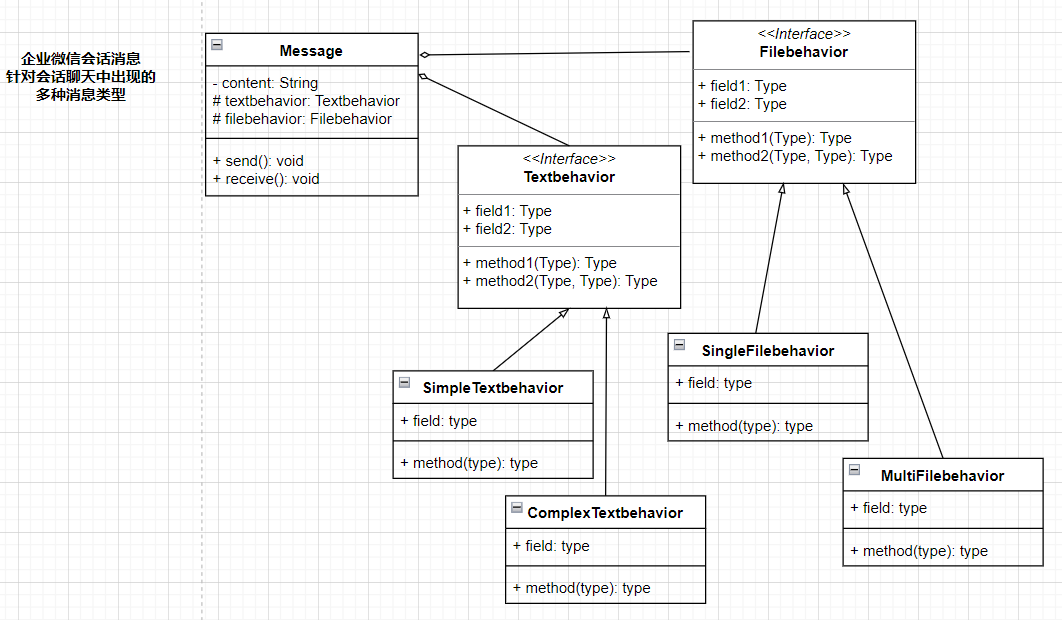 企业微信会话消息
针对会话聊天中出现的
多种消息类型
Message
- content: String
# textbehavior: Textbehavior
# filebehavior: Filebehavior
+ send(): void
+ receive(): void
<<Interface>>
Filebehavior
+ field1: Type
+ field2: Type
+ method1(Type): Type
+ method2(Type, Type): Type
<<Interface>>
Textbehavior
+ field1: Type
+ field2: Type
+ method1(Type): Type
+ method2(Type, Type): Type
SingleFilebehavior
+ field: type
+ method(type): type
SimpleTextbehavior
+ field: type
+ method(type): type
MultiFilebehavior
+ field: type
+ method(type): type
ComplexTextbehavior
+ field: type
+ method(type): type